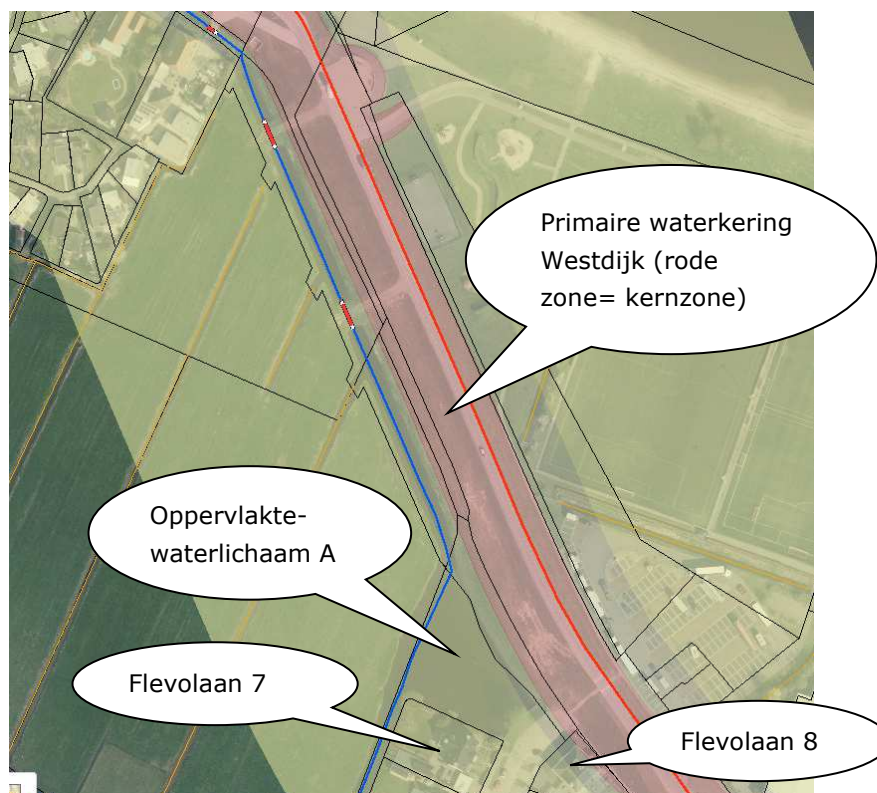 Primaire waterkering
Westdijk (rode
zone= kernzone)
Oppervlakte-
waterlichaam A
Flevolaan 7
Flevolaan 8